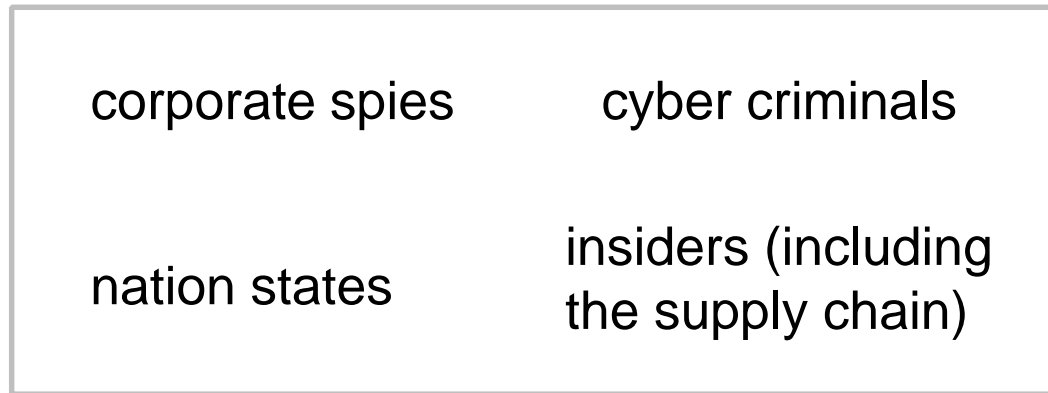 corporate spies
cyber criminals
nation states
insiders (including
the supply chain)